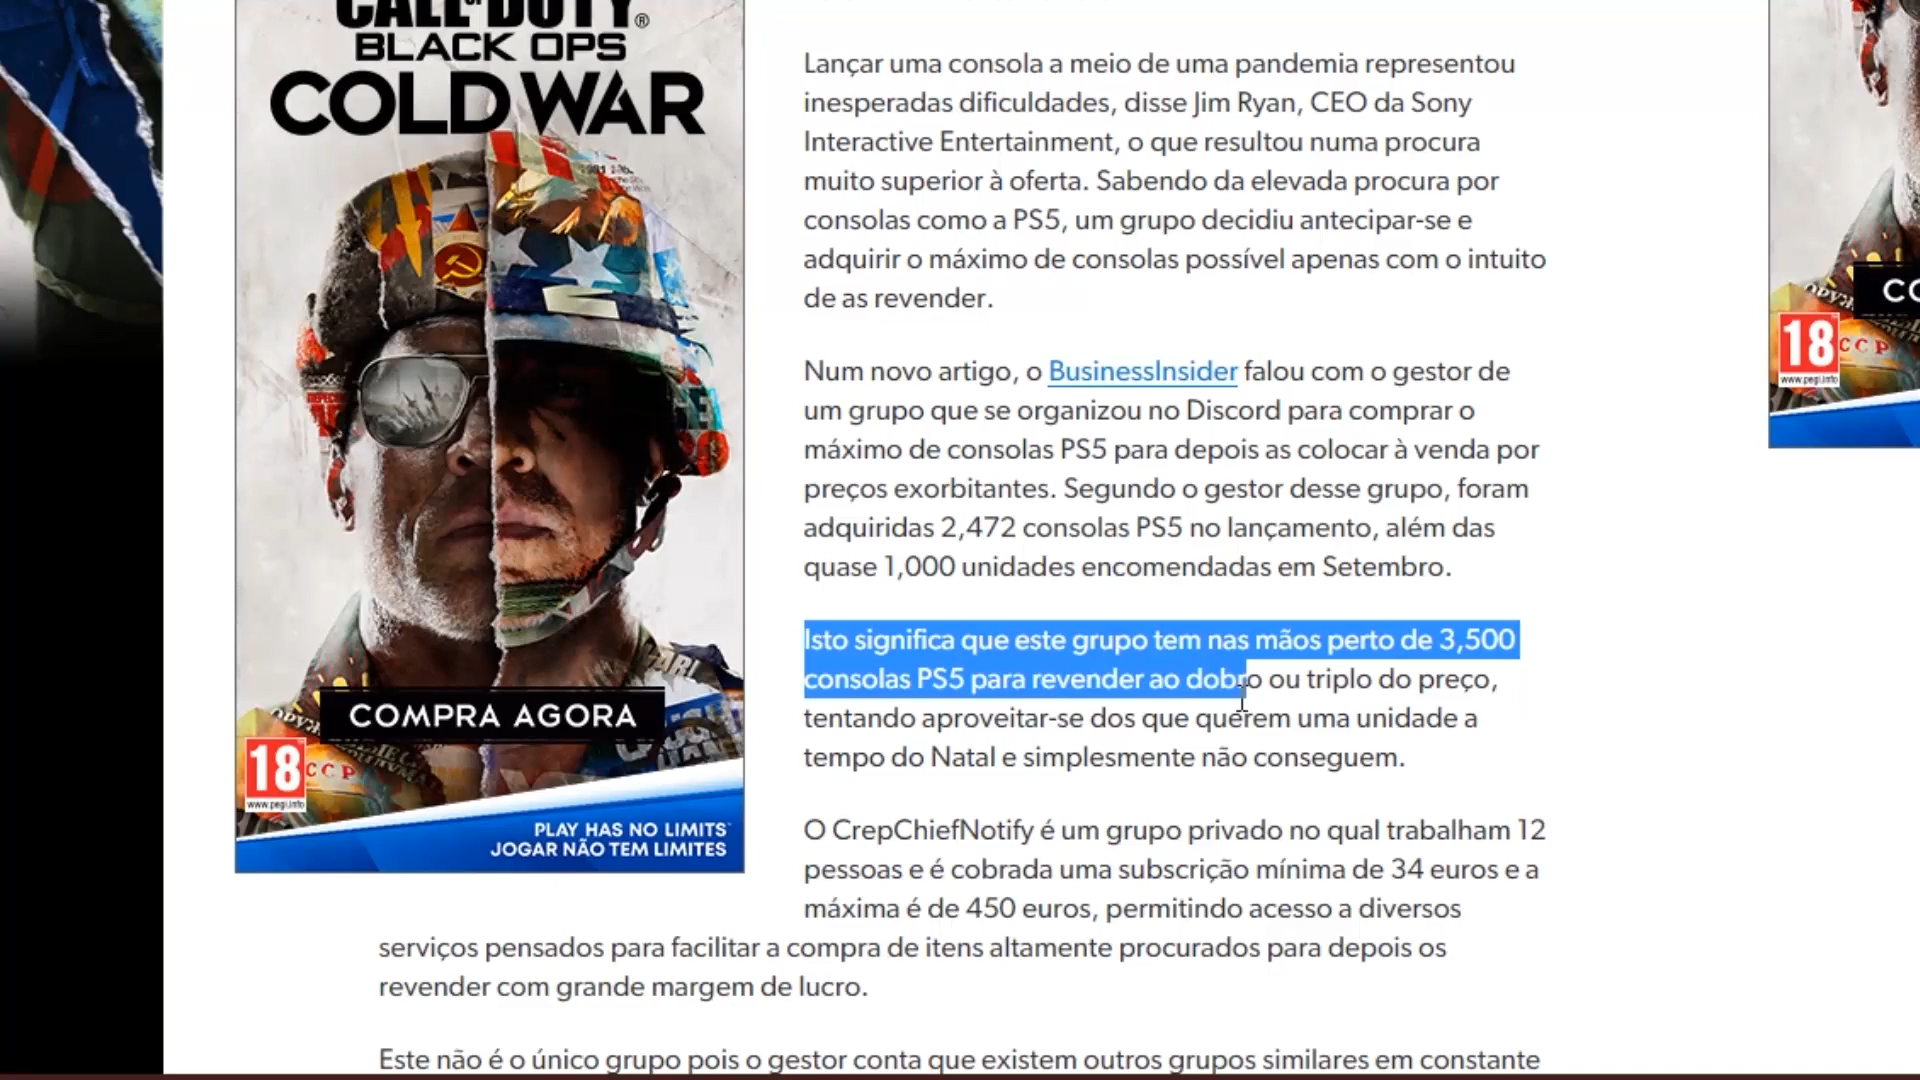 CALL OF DUTY®
BLACK OPS
COLD WAR
COMPRA AGORA
18
www.pegi.info
CCP
PLAY HAS NO LIMITS™
JOGAR NÃO TEM LIMITES
Lançar uma consola a meio de uma pandemia representou
inesperadas dificuldades, disse Jim Ryan, CEO da Sony
Interactive Entertainment, o que resultou numa procura
muito superior à oferta. Sabendo da elevada procura por
consolas como a PS5, um grupo decidiu antecipar-se e
adquirir o máximo de consolas possível apenas com o intuito
de as revender.
Num novo artigo, o BusinessInsider falou com o gestor de
um grupo que se organizou no Discord para comprar o
máximo de consolas PS5 para depois as colocar à venda por
preços exorbitantes. Segundo o gestor desse grupo, foram
adquiridas 2,472 consolas PS5 no lançamento, além das
quase 1,000 unidades encomendadas em Setembro.
Isto significa que este grupo tem nas mãos perto de 3,500
consolas PS5 para revender ao dobro ou triplo do preço,
tentando aproveitar-se dos que querem uma unidade a
tempo do Natal e simplesmente não conseguem.
O CrepChiefNotify é um grupo privado no qual trabalham 12
pessoas e é cobrada uma subscrição mínima de 34 euros e a
máxima é de 450 euros, permitindo acesso a diversos
serviços pensados para facilitar a compra de itens altamente procurados para depois os
revender com grande margem de lucro.
Este não é o único grupo pois o gestor conta que existem outros grupos similares em constante
CO
18
www.pegi.info
CCP